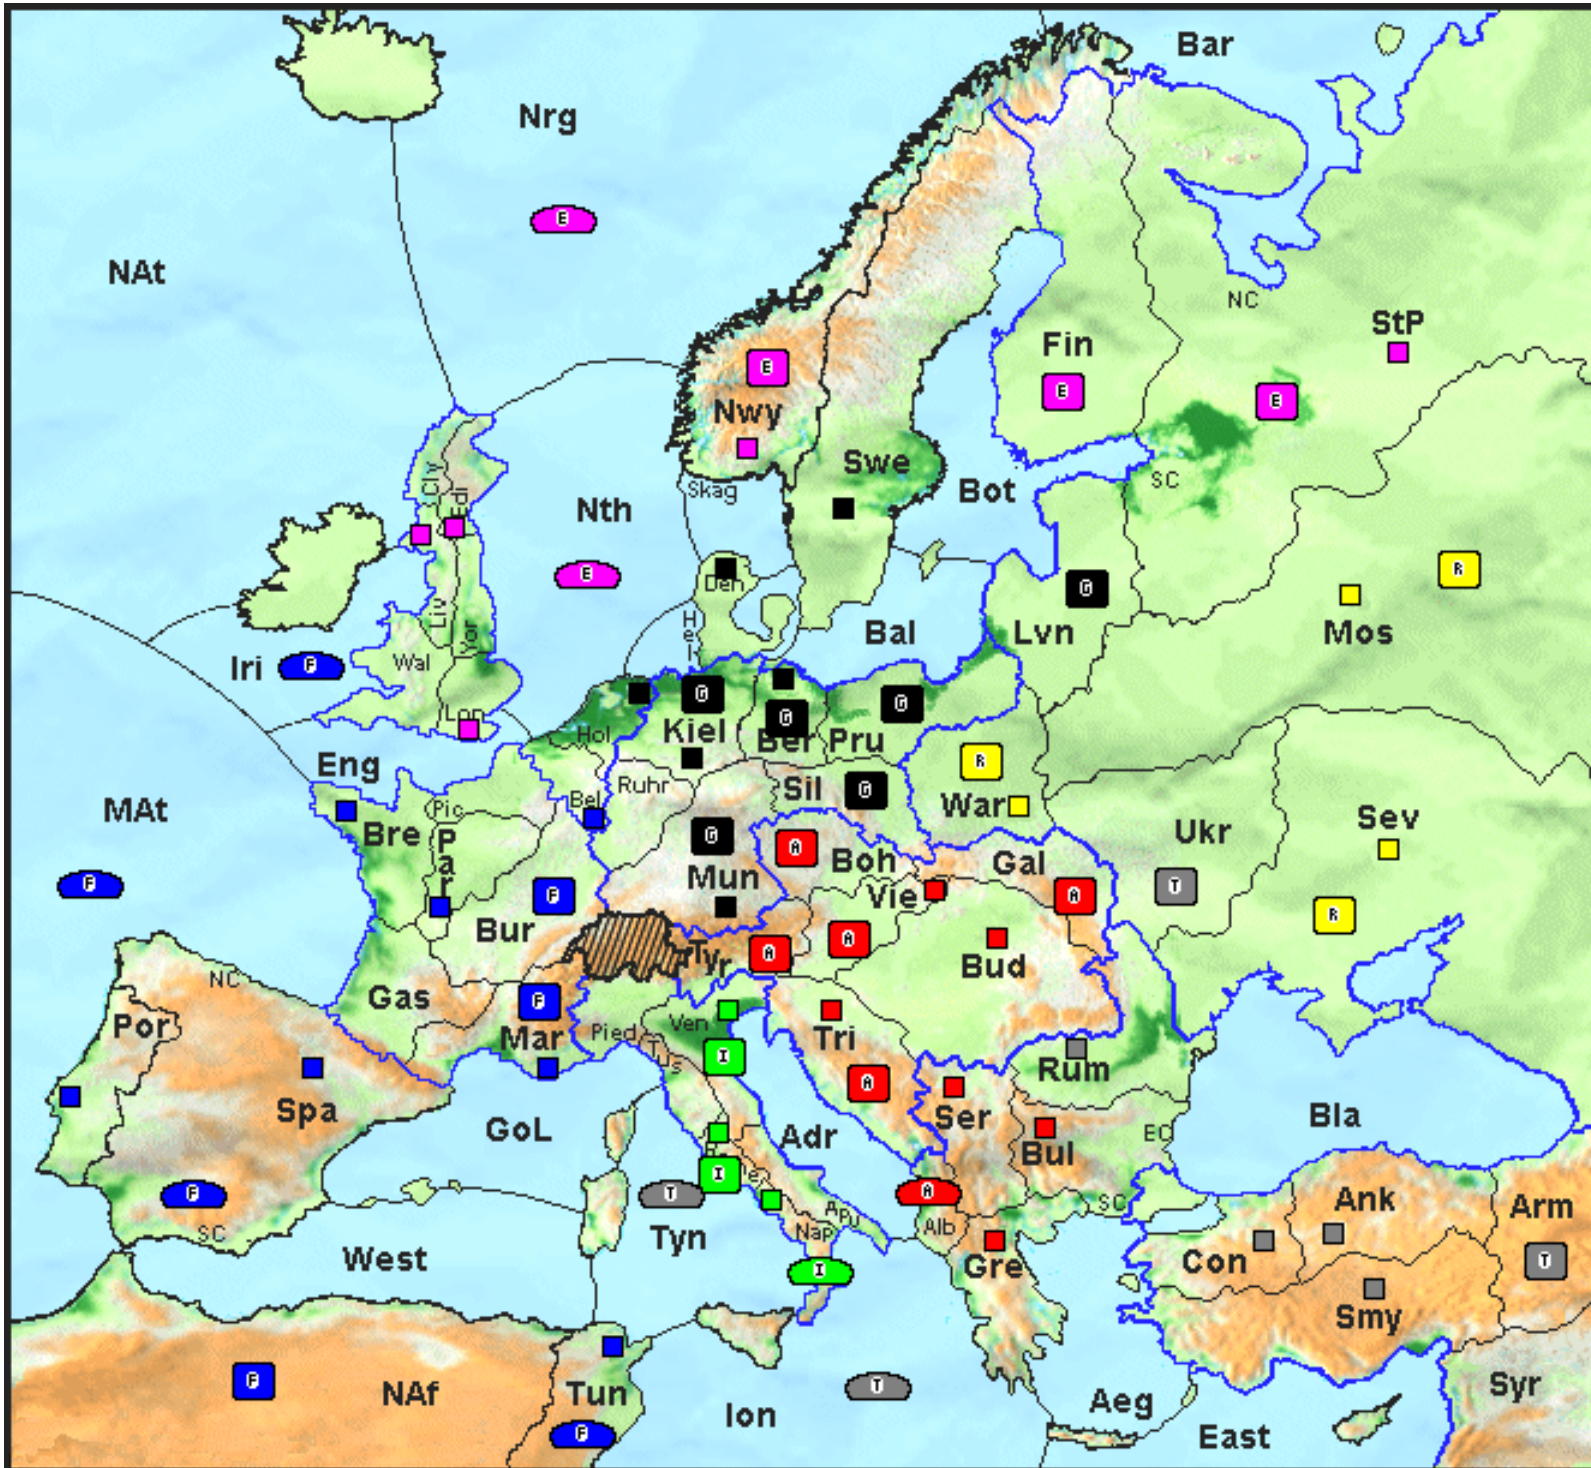 Bar
Nrg
E
NAt
NC
StP
Fin
E
Nwy
E
E
Swe
Cly
Edi
Skag
Bot
SC
Nth
E
Den
G
R
Hel
Bal
Lvn
Mos
Liv
Yor
Iri
F
Wal
G
G
G
Lon
Hol
Kiel
Ber
Pru
R
Eng
Ruhr
Sil
G
War
MAt
Pic
Bel
Bre
Par
G
A
Boh
Ukr
Sev
Gal
F
F
Mun
Vie
A
T
R
Bur
A
A
Tyr
Bud
NC
Gas
F
Por
Mar
Pied
Ven
Tus
I
Tri
A
Rum
Spa
GoL
Adr
Ser
Bla
EC
Bul
F
T
I
Rome
A
SC
Ank
Arm
SC
Tyn
Apu
Nap
Alb
West
I
Gre
Con
T
Smy
F
NAf
Tun
T
Ion
Aeg
Syr
F
East